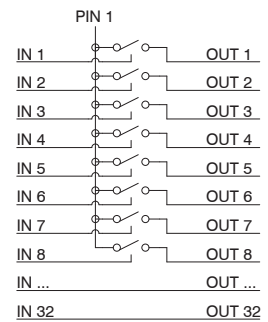 PIN 1
IN 1 OUT 1
IN 2 OUT 2
IN 3 OUT 3
IN 4 OUT 4
IN 5 OUT 5
IN 6 OUT 6
IN 7 OUT 7
IN 8 OUT 8
IN ... OUT ...
IN 32 OUT 32